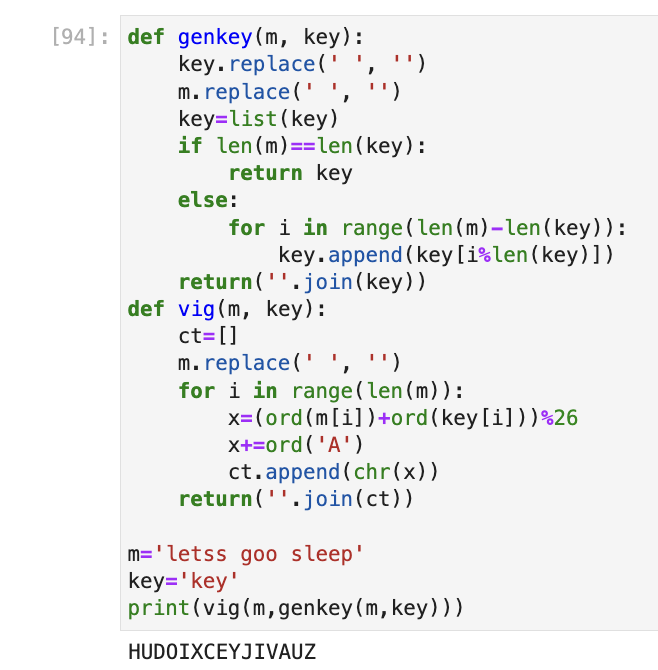 [94]: def genkey(m, key):
    key.replace(' ', '')
    m.replace(' ', '')
    key=list(key)
    if len(m)==len(key):
        return key
    else:
        for i in range(len(m)-len(key)):
            key.append(key[i%len(key)])
    return(''.join(key))
def vig(m, key):
    ct=[]
    m.replace(' ', '')
    for i in range(len(m)):
        x=(ord(m[i])+ord(key[i]))%26
        x+=ord('A')
        ct.append(chr(x))
    return(''.join(ct))

m='letss goo sleep'
key='key'
print(vig(m,genkey(m,key)))
HUDOIXCEYJIVAUZ